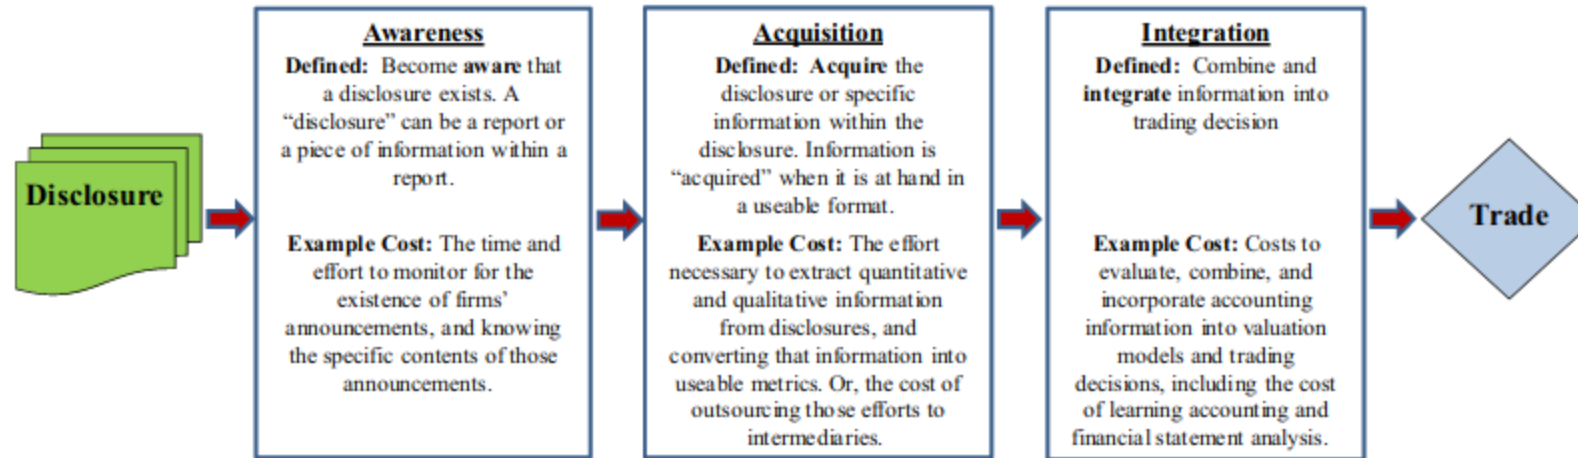 Disclosure
Awareness
Defined: Become aware that
a disclosure exists. A
“disclosure” can be a report or
a piece of information within a
report.
Example Cost: The time and
effort to monitor for the
existence of firms’
announcements, and knowing
the specific contents of those
announcements.
Acquisition
Defined: Acquire the
disclosure or specific
information within the
disclosure. Information is
“acquired” when it is at hand in
a useable format.
Example Cost: The effort
necessary to extract quantitative
and qualitative information
from disclosures, and
converting that information into
useable metrics. Or, the cost of
outsourcing those efforts to
intermediaries.
Integration
Defined: Combine and
integrate information into
trading decision
Example Cost: Costs to
evaluate, combine, and
incorporate accounting
information into valuation
models and trading
decisions, including the cost
of learning accounting and
financial statement analysis.
Trade